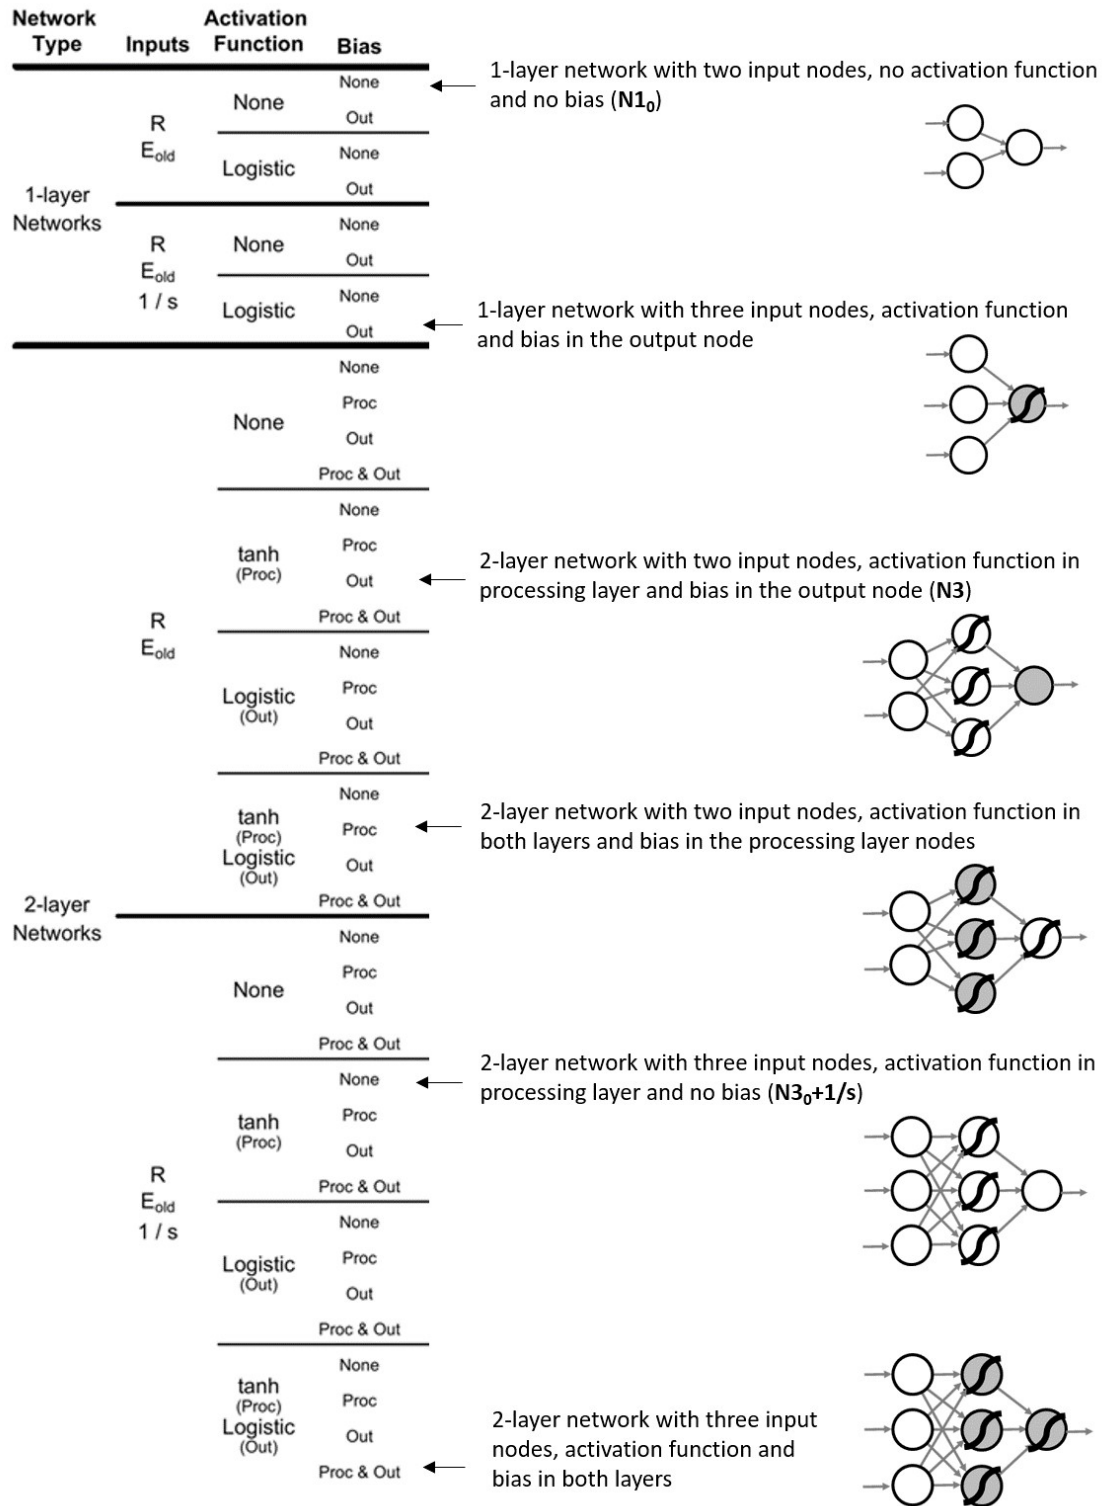 Network Type	Inputs	Activation Function	Bias
None
1-layer network with two input nodes, no activation function
and no bias (N1₀)
None
Out
R
E_old
None
Logistic
Out
1-layer
Networks
None
R
E_old
1 / s
None
Out
None
Logistic
Out
1-layer network with three input nodes, activation function
and bias in the output node
None
Proc
None
Out
Proc & Out
None
Proc
tanh
(Proc)
Out
2-layer network with two input nodes, activation function in
processing layer and bias in the output node (N3)
Proc & Out
R
E_old
None
Proc
Logistic
(Out)
Out
Proc & Out
None
tanh
(Proc)
Logistic
(Out)
Proc
2-layer network with two input nodes, activation function in
both layers and bias in the processing layer nodes
Out
Proc & Out
2-layer
Networks
None
Proc
None
Out
Proc & Out
None
2-layer network with three input nodes, activation function in
processing layer and no bias (N3₀+1/s)
Proc
tanh
(Proc)
Out
Proc & Out
R
E_old
1 / s
None
Proc
Logistic
(Out)
Out
Proc & Out
None
tanh
(Proc)
Logistic
(Out)
Proc
Out
Proc & Out
2-layer network with three input
nodes, activation function and
bias in both layers